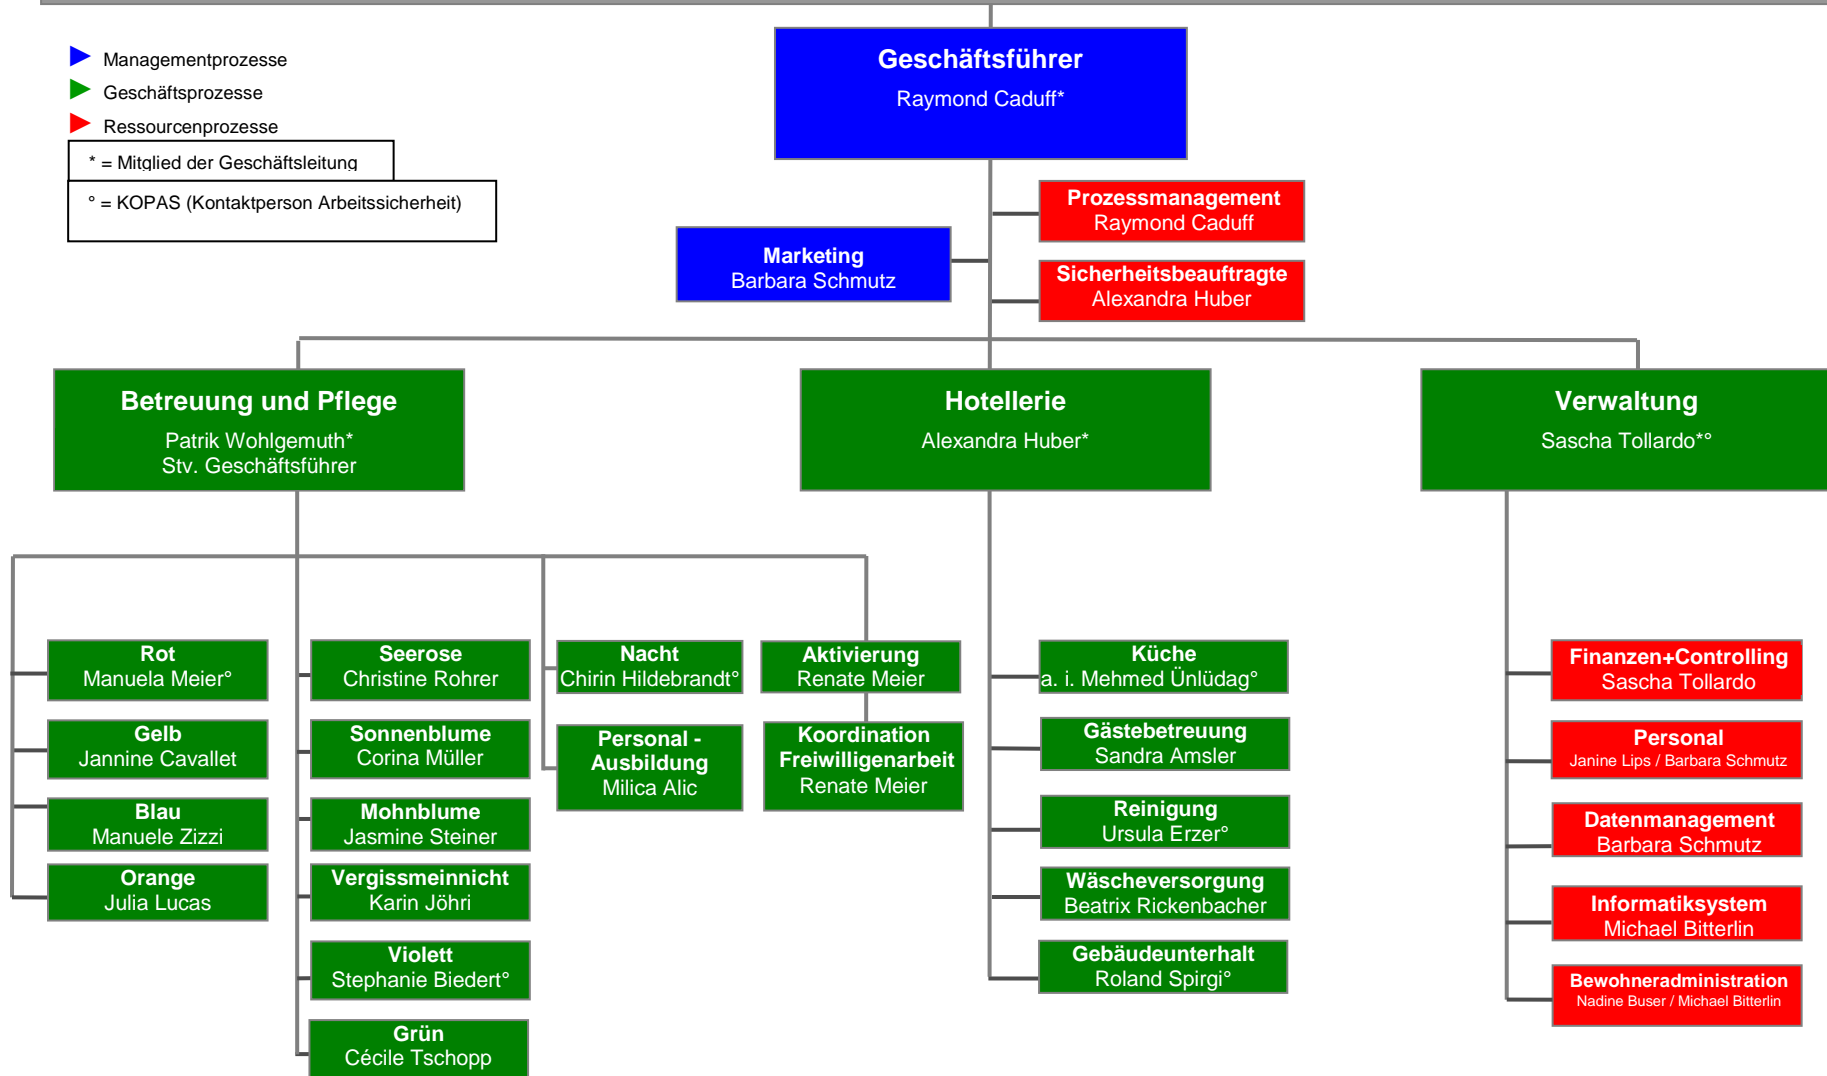 Managementprozesse
Geschäftsprozesse
Ressourcenprozesse
* = Mitglied der Geschäftsleitung
° = KOPAS (Kontaktperson Arbeitssicherheit)
Geschäftsführer
Raymond Caduff*
Prozessmanagement
Raymond Caduff
Marketing
Barbara Schmutz
Sicherheitsbeauftragte
Alexandra Huber
Betreuung und Pflege
Patrik Wohlgemuth*
Stv. Geschäftsführer
Hotellerie
Alexandra Huber*
Verwaltung
Sascha Tollardo*°
Rot
Manuela Meier°
Gelb
Jannine Cavallet
Blau
Manuele Zizzi
Orange
Julia Lucas
Seerose
Christine Rohrer
Sonnenblume
Corina Müller
Mohnblume
Jasmine Steiner
Vergissmeinnicht
Karin Jöhri
Violett
Stephanie Biedert°
Grün
Cécile Tschopp
Nacht
Chirin Hildebrandt°
Personal -
Ausbildung
Milica Alic
Aktivierung
Renate Meier
Koordination
Freiwilligenarbeit
Renate Meier
Küche
a. i. Mehmed Ünlüdag°
Gästebetreuung
Sandra Amsler
Reinigung
Ursula Erzer°
Wäscheversorgung
Beatrix Rickenbacher
Gebäudeunterhalt
Roland Spirgi°
Finanzen+Controlling
Sascha Tollardo
Personal
Janine Lips / Barbara Schmutz
Datenmanagement
Barbara Schmutz
Informatiksystem
Michael Bitterlin
Bewohneradministration
Nadine Buser / Michael Bitterlin